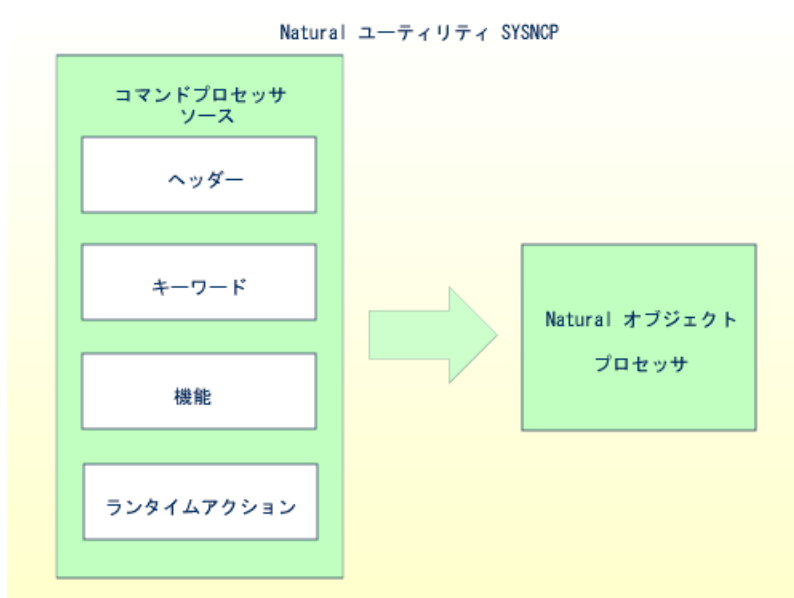 Natural ユーティリティ SYSNCP
コマンドプロセッサ
ソース
ヘッダー
キーワード
機能
ランタイムアクション
Natural オブジェクト
プロセッサ